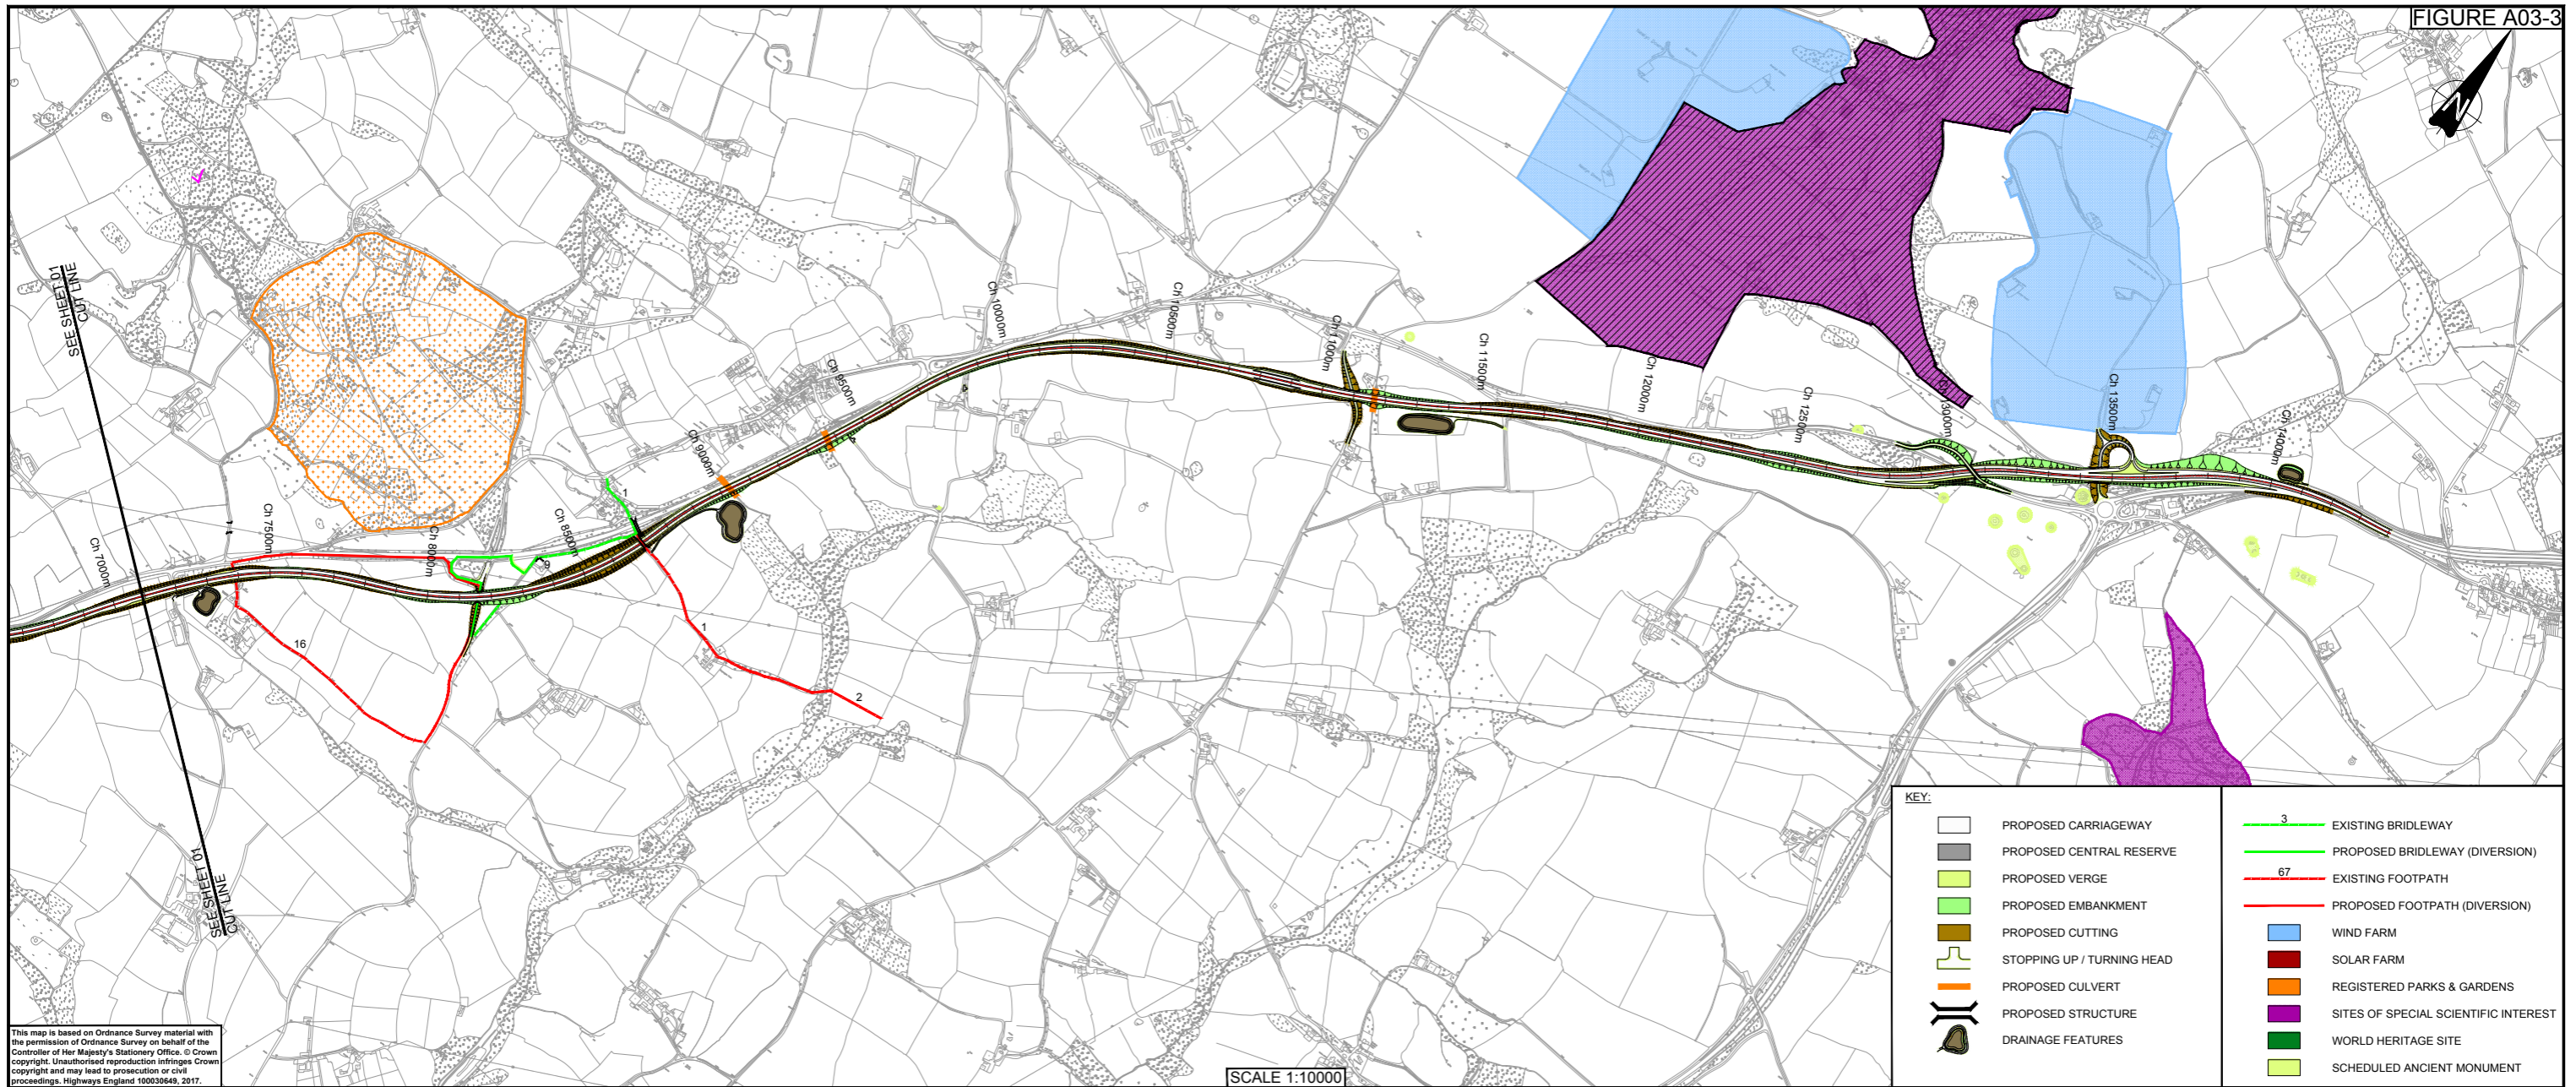 FIGURE A03-3
N
SEE SHEET 01
CUT LINE
Ch 7000m
Ch 7500m
Ch 8000m
Ch 8500m
Ch 9000m
Ch 9500m
Ch 10000m
Ch 10500m
Ch 11000m
Ch 11500m
Ch 12000m
Ch 12500m
Ch 13500m
1
9
16
1
2
SEE SHEET 01
CUT LINE
KEY:
PROPOSED CARRIAGEWAY
PROPOSED CENTRAL RESERVE
PROPOSED VERGE
PROPOSED EMBANKMENT
PROPOSED CUTTING
STOPPING UP / TURNING HEAD
PROPOSED CULVERT
PROPOSED STRUCTURE
DRAINAGE FEATURES
3 EXISTING BRIDLEWAY
PROPOSED BRIDLEWAY (DIVERSION)
67 EXISTING FOOTPATH
PROPOSED FOOTPATH (DIVERSION)
WIND FARM
SOLAR FARM
REGISTERED PARKS & GARDENS
SITES OF SPECIAL SCIENTIFIC INTEREST
WORLD HERITAGE SITE
SCHEDULED ANCIENT MONUMENT
This map is based on Ordnance Survey material with
the permission of Ordnance Survey on behalf of the
Controller of Her Majesty's Stationery Office. © Crown
copyright. Unauthorised reproduction infringes Crown
copyright and may lead to prosecution or civil
proceedings. Highways England 100030649, 2017.
SCALE 1:10000